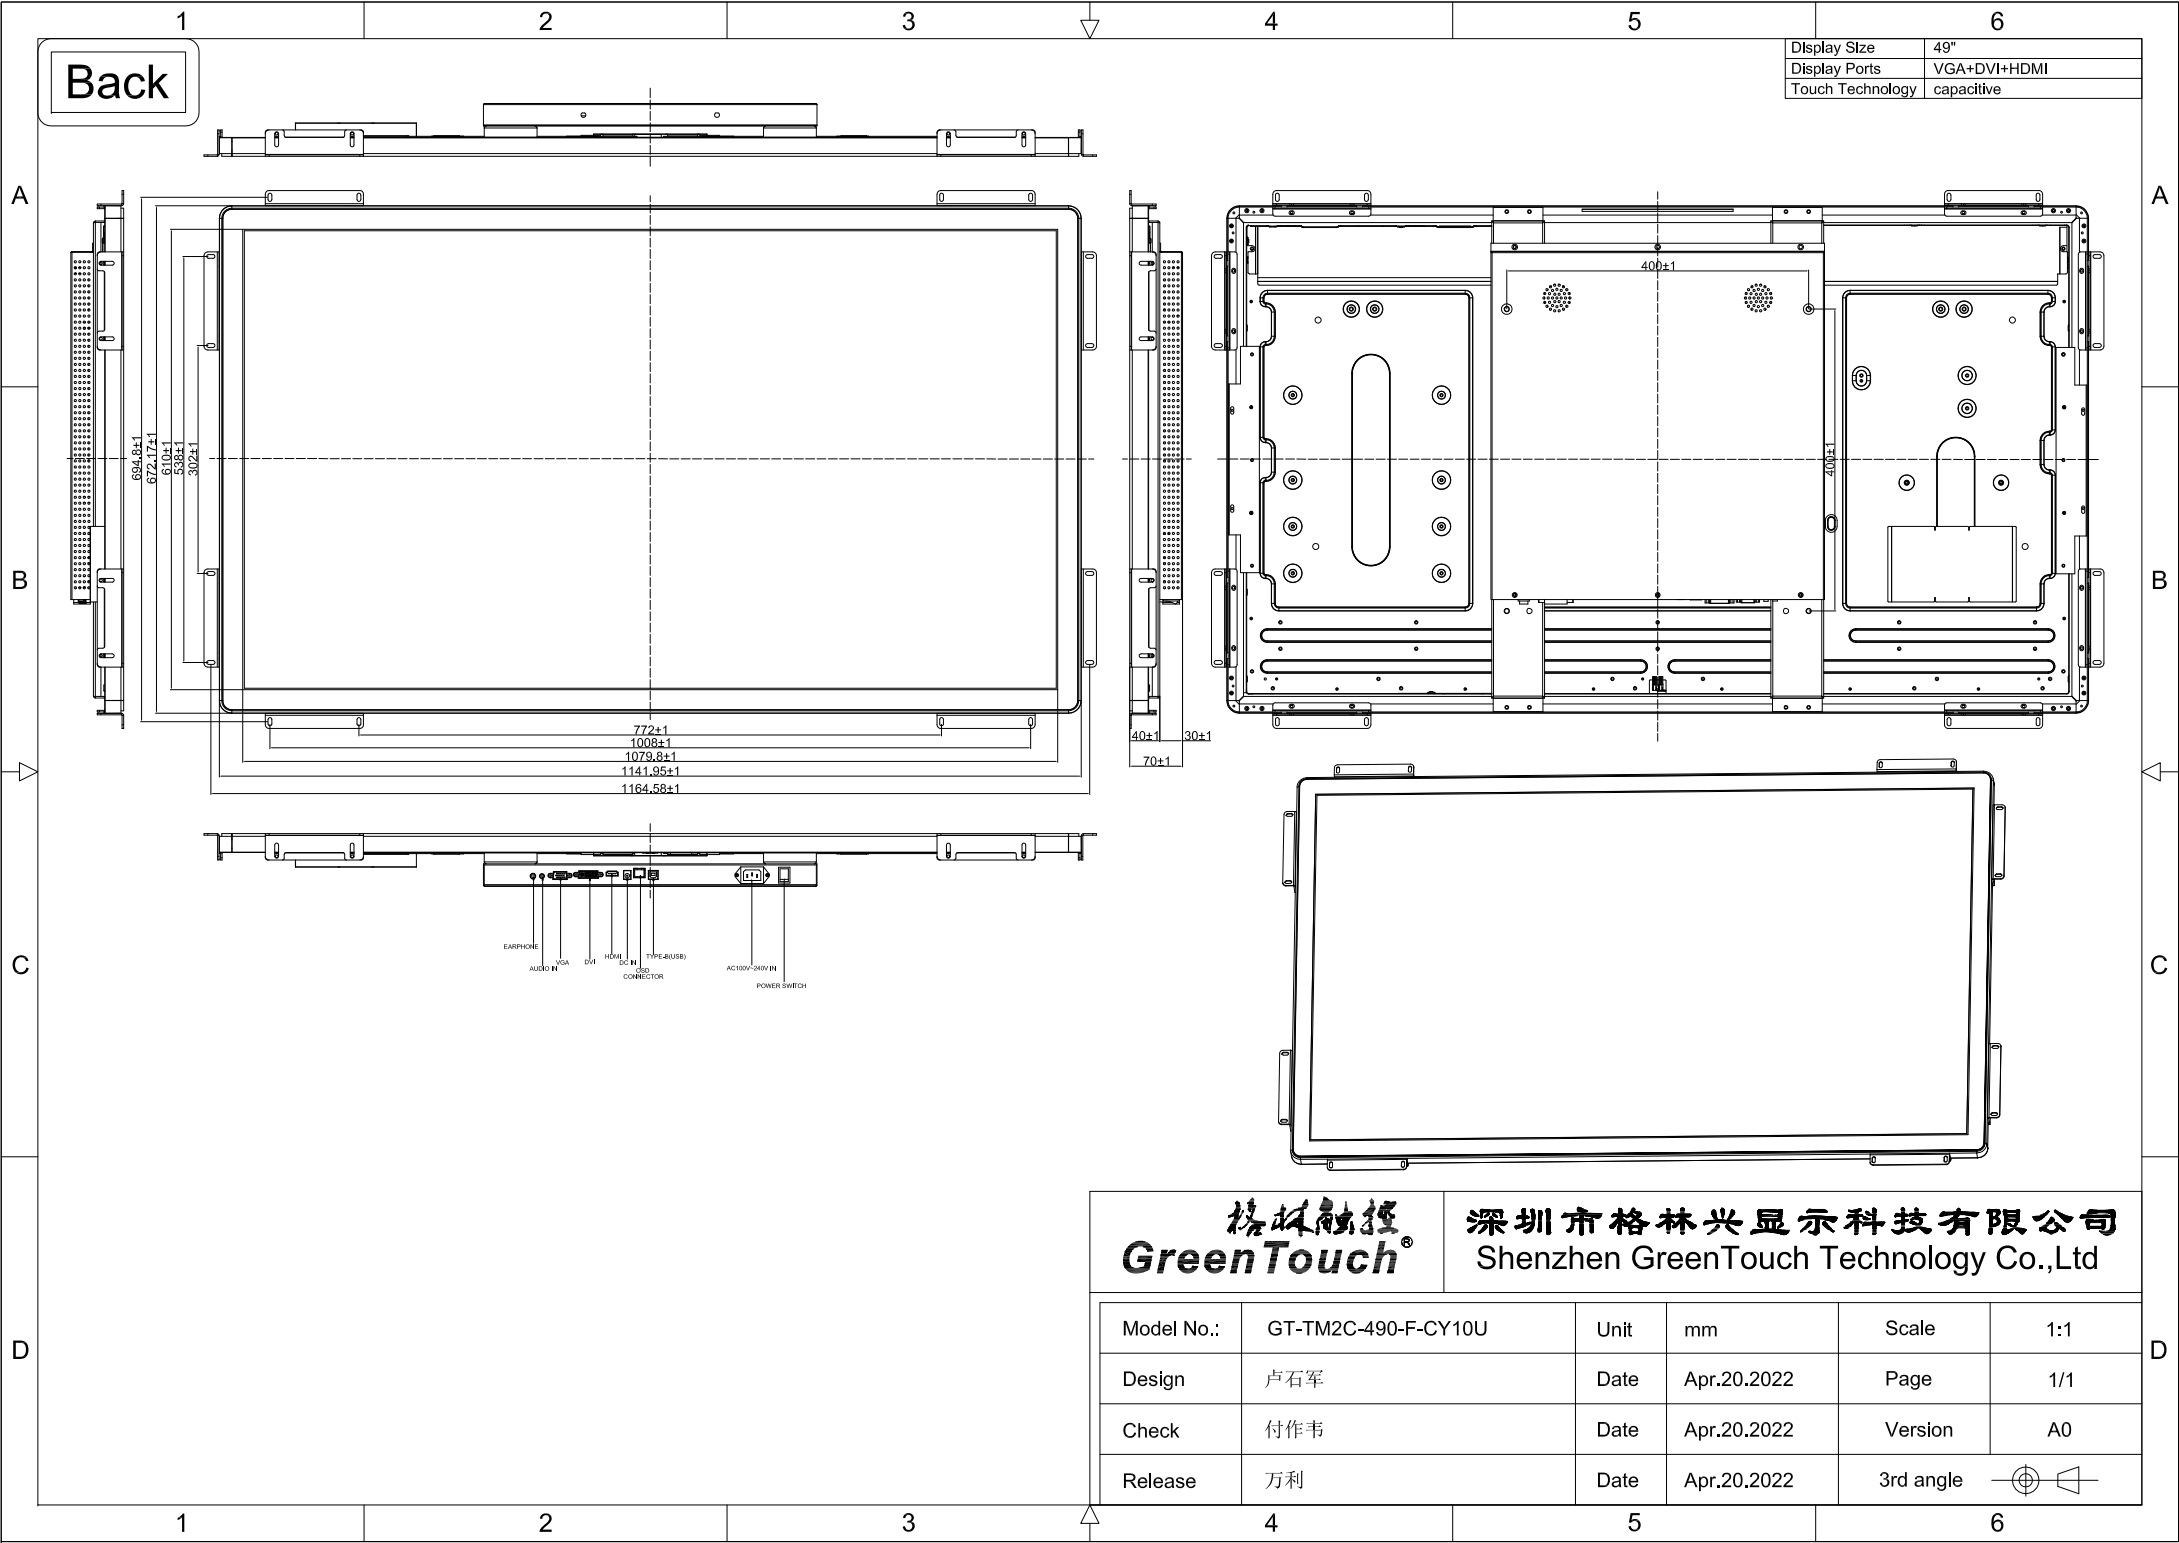 1 2 3 4 5 6
Back
Display Size 49"
Display Ports VGA+DVI+HDMI
Touch Technology capacitive
A A
B B
C C
D D
694.8±1
672.17±1
610±1
538±1
302±1
772±1
1008±1
1079.8±1
1141.95±1
1164.58±1
40±1 30±1
70±1
400±1
400±1
EARPHONE
AUDIO IN
VGA
DVI
HDMI
DC IN
OSD
CONNECTOR
TYPE-B(USB)
AC100V~240V IN
POWER SWITCH
格林触控
GreenTouch®
深圳市格林兴显示科技有限公司
Shenzhen GreenTouch Technology Co.,Ltd
Model No.: GT-TM2C-490-F-CY10U Unit mm Scale 1:1
Design 卢石军 Date Apr.20.2022 Page 1/1
Check 付作韦 Date Apr.20.2022 Version A0
Release 万利 Date Apr.20.2022 3rd angle
1 2 3 4 5 6